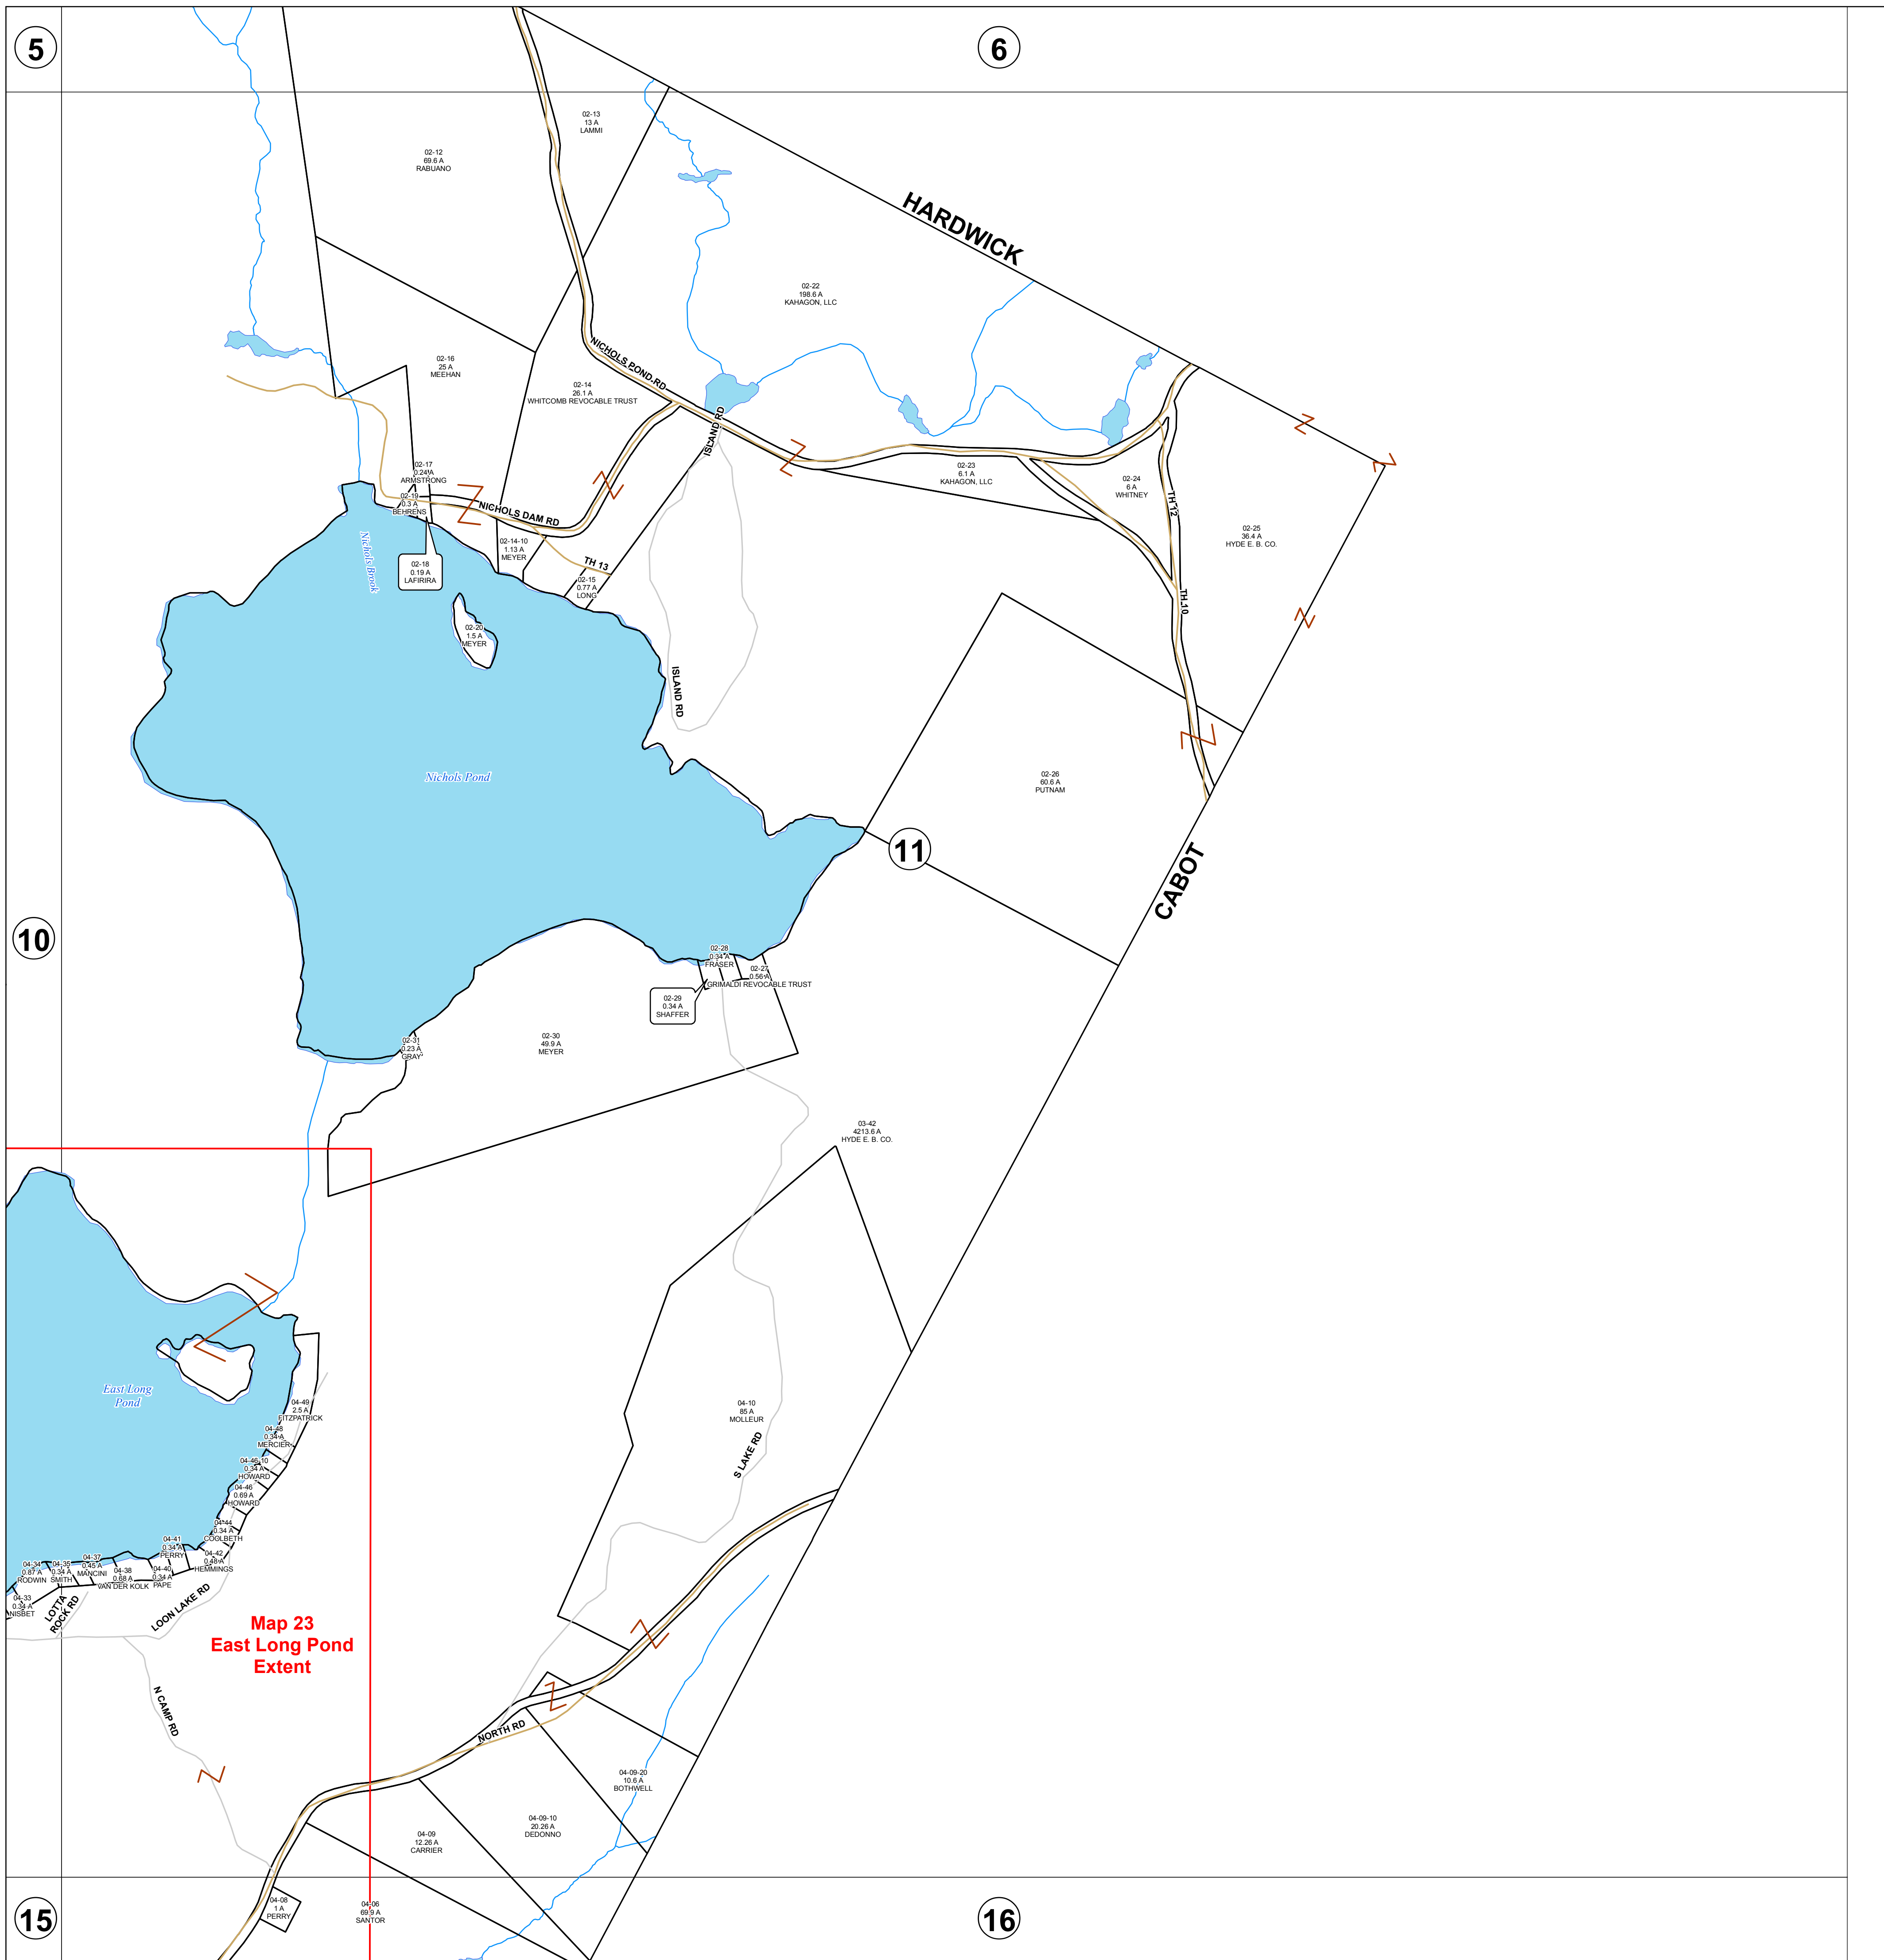 5
6
02-13
13 A
LAMMI
02-12
69.6 A
RABUANO
HARDWICK
02-22
198.6 A
KAHAGON, LLC
NICHOLS POND RD
02-16
25 A
MEEHAN
02-14
26.1 A
WHITCOMB REVOCABLE TRUST
ISLAND RD
02-17
0.24 A
ARMSTRONG
02-23
6.1 A
KAHAGON, LLC
02-24
6 A
WHITNEY
02-19
0.3 A
BEHRENS
TH 12
NICHOLS DAM RD
02-25
36.4 A
HYDE E. B. CO.
Nichols Brook
02-14-10
1.13 A
MEYER
02-18
0.19 A
LAFIRIRA
TH 13
02-15
0.77 A
LONG
TH 10
02-20
1.5 A
MEYER
ISLAND RD
Nichols Pond
02-26
60.6 A
PUTNAM
11
CABOT
10
02-28
0.34 A
FRASER
02-27
0.56 A
GRIMALDI REVOCABLE TRUST
02-29
0.34 A
SHAFFER
02-30
49.9 A
MEYER
02-31
0.23 A
GRAY
03-42
4213.6 A
HYDE E. B. CO.
East Long
Pond
04-49
2.5 A
FITZPATRICK
04-10
85 A
MOLLEUR
04-48
0.34 A
MERCIER
S LAKE RD
04-46-10
0.34 A
HOWARD
04-46
0.69 A
HOWARD
04-44
0.34 A
COOLBETH
04-41
0.34 A
PERRY
04-42
0.48 A
HEMMINGS
04-34
0.87 A
RODWIN
04-35
0.34 A
SMITH
04-37
0.45 A
MANCINI
04-38
0.68 A
VAN DER KOLK
04-40
0.34 A
PAPE
04-33
0.34 A
NISBET
LOTTA
ROCK RD
LOON LAKE RD
Map 23
East Long Pond
Extent
N CAMP RD
NORTH RD
04-09-20
10.6 A
BOTHWELL
04-09-10
20.26 A
DEDONNO
04-09
12.26 A
CARRIER
04-08
1 A
PERRY
04-06
69.9 A
SANTOR
15
16